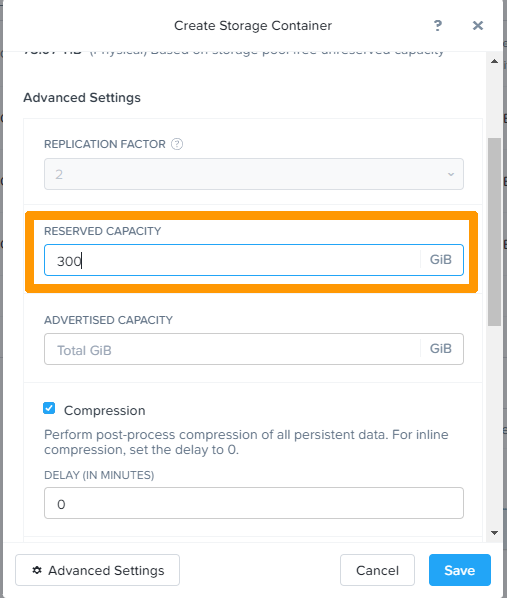 Create Storage Container
? ×
(Physical) Based on storage pool free unreserved capacity
Advanced Settings
REPLICATION FACTOR ?
2
RESERVED CAPACITY
300 GiB
ADVERTISED CAPACITY
Total GiB GiB
Compression
Perform post-process compression of all persistent data. For inline
compression, set the delay to 0.
DELAY (IN MINUTES)
0
Advanced Settings Cancel Save